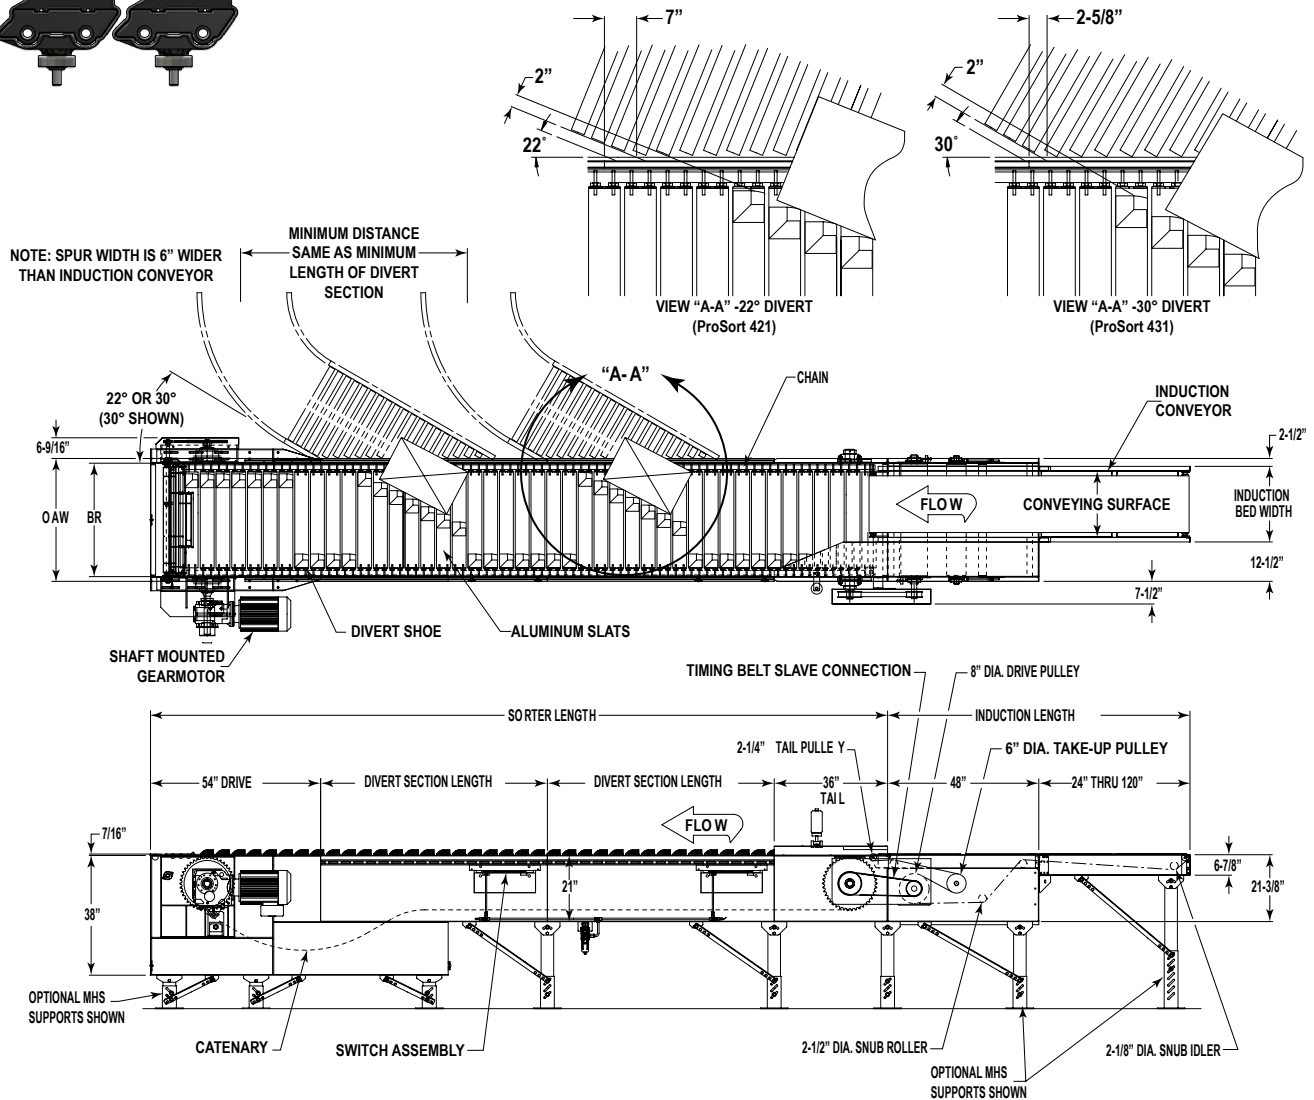 7”
2-5/8”
2”
2”
22°
30°
VIEW “A-A” -22° DIVERT
(ProSort 421)
VIEW “A-A” -30° DIVERT
(ProSort 431)
NOTE: SPUR WIDTH IS 6” WIDER
THAN INDUCTION CONVEYOR
MINIMUM DISTANCE
SAME AS MINIMUM
LENGTH OF DIVERT
SECTION
“A- A”
CHAIN
INDUCTION
CONVEYOR
22° OR 30°
(30° SHOWN)
6-9/16”
2-1/2”
OAW
BR
FLOW
CONVEYING SURFACE
INDUCTION
BED WIDTH
12-1/2”
7-1/2”
DIVERT SHOE
ALUMINUM SLATS
SHAFT MOUNTED
GEARMOTOR
TIMING BELT SLAVE CONNECTION
8” DIA. DRIVE PULLEY
SORTER LENGTH
INDUCTION LENGTH
2-1/4” TAIL PULLE Y
6” DIA. TAKE-UP PULLEY
54” DRIVE
DIVERT SECTION LENGTH
DIVERT SECTION LENGTH
36”
TAIL
48”
24” THRU 120”
FLOW
7/16”
21”
6-7/8”
21-3/8”
38”
OPTIONAL MHS
SUPPORTS SHOWN
CATENARY
SWITCH ASSEMBLY
2-1/2” DIA. SNUB ROLLER
2-1/8” DIA. SNUB IDLER
OPTIONAL MHS
SUPPORTS SHOWN